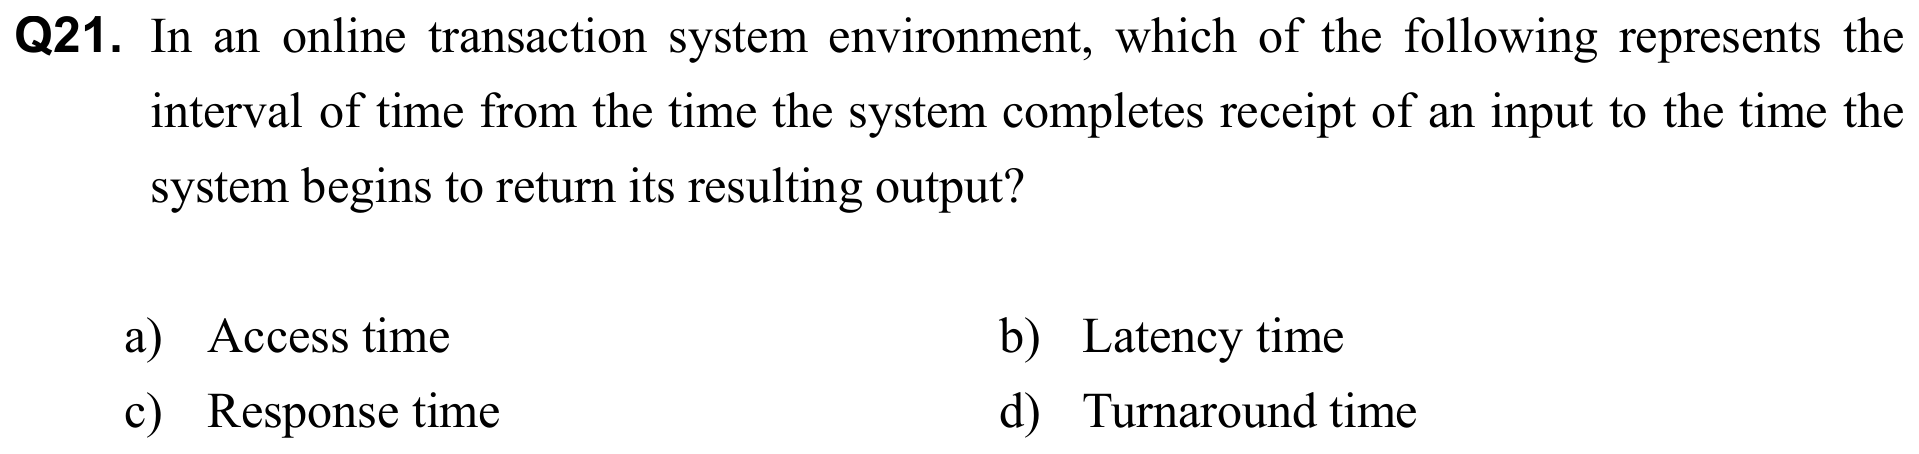 Q21. In an online transaction system environment, which of the following represents the
interval of time from the time the system completes receipt of an input to the time the
system begins to return its resulting output?
a) Access time b) Latency time
c) Response time d) Turnaround time